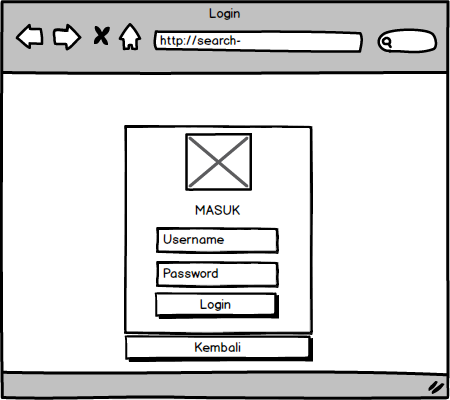 Login
http://search-
MASUK
Username
Password
Login
Kembali